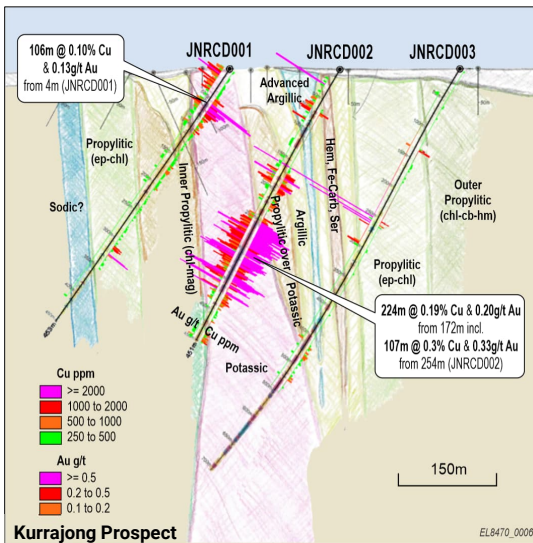 106m @ 0.10% Cu
& 0.13g/t Au
from 4m (JNRCD001)
JNRCD001
JNRCD002
JNRCD003
Advanced
Argillic
Propylitic
(ep-chl)
Sodic?
Inner Propylitic (chl-mag)
Propylitic over
Potassic
Argillic
Hem, Fe-Carb, Ser
Outer
Propylitic
(chl-cb-hm)
Propylitic
(ep-chl)
224m @ 0.19% Cu & 0.20g/t Au
from 172m incl.
107m @ 0.3% Cu & 0.33g/t Au
from 254m (JNRCD002)
Au g/t
Cu ppm
Potassic
453m
451m
Cu ppm
>= 2000
1000 to 2000
500 to 1000
250 to 500
Au g/t
>= 0.5
0.2 to 0.5
0.1 to 0.2
150m
Kurrajong Prospect
EL8470_0006